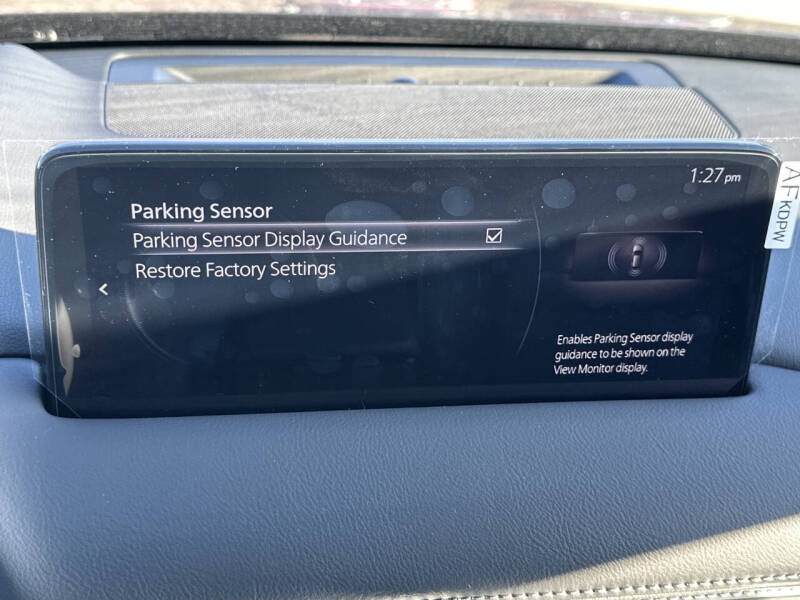 1:27 pm
Parking Sensor
Parking Sensor Display Guidance
Restore Factory Settings
Enables Parking Sensor display
guidance to be shown on the
View Monitor display.
AF KDPW